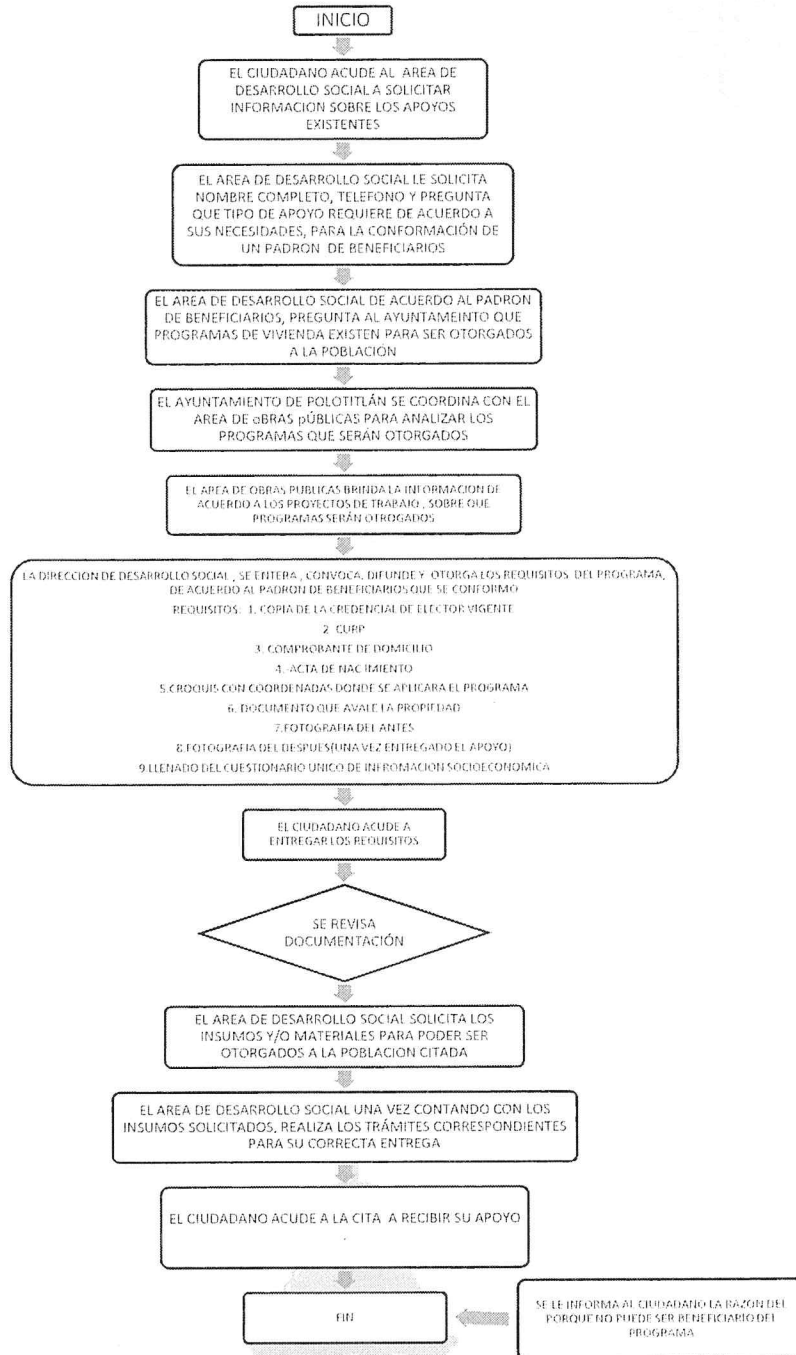 INICIO
EL CIUDADANO ACUDE AL AREA DE
DESARROLLO SOCIAL A SOLICITAR
INFORMACION SOBRE LOS APOYOS
EXISTENTES
EL AREA DE DESARROLLO SOCIAL LE SOLICITA
NOMBRE COMPLETO, TELEFONO Y PREGUNTA
QUE TIPO DE APOYO REQUIERE DE ACUERDO A
SUS NECESIDADES, PARA LA CONFORMACIÓN DE
UN PADRON DE BENEFICIARIOS
EL AREA DE DESARROLLO SOCIAL DE ACUERDO AL PADRON
DE BENEFICIARIOS, PREGUNTA AL AYUNTAMEINTO QUE
PROGRAMAS DE VIVIENDA EXISTEN PARA SER OTORGADOS
A LA POBLACIÓN
EL AYUNTAMIENTO DE POLOTITLÁN SE COORDINA CON EL
AREA DE oBRAS pÚBLICAS PARA ANALIZAR LOS
PROGRAMAS QUE SERÁN OTORGADOS
EL AREA DE OBRAS PUBLICAS BRINDA LA INFORMACION DE
ACUERDO A LOS PROYECTOS DE TRABAJO , SOBRE QUE
PROGRAMAS SERÁN OTROGADOS
LA DIRECCION DE DESARROLLO SOCIAL , SE ENTERA , CONVOCA, DIFUNDE Y OTORGA LOS REQUISITOS DEL PROGRAMA,
DE ACUERDO AL PADRON DE BENEFICIARIOS QUE SE CONFORMO
REQUISITOS: 1. COPIA DE LA CREDENCIAL DE ELECTOR VIGENTE
2. CURP
3. COMPROBANTE DE DOMICILIO
4. ACTA DE NACIMIENTO
5.CROQUIS CON COORDENADAS DONDE SE APLICARA EL PROGRAMA
6. DOCUMENTO QUE AVALE LA PROPIEDAD
7.FOTOGRAFIA DEL ANTES
8.FOTOGRAFIA DEL DESPUES(UNA VEZ ENTREGADO EL APOYO)
9.LLENADO DEL CUESTIONARIO UNICO DE INFROMACION SOCIOECONOMICA
EL CIUDADANO ACUDE A
ENTREGAR LOS REQUISITOS
SE REVISA
DOCUMENTACIÓN
EL AREA DE DESARROLLO SOCIAL SOLICITA LOS
INSUMOS Y/O MATERIALES PARA PODER SER
OTORGADOS A LA POBLACION CITADA
EL AREA DE DESARROLLO SOCIAL UNA VEZ CONTANDO CON LOS
INSUMOS SOLICITADOS, REALIZA LOS TRÁMITES CORRESPONDIENTES
PARA SU CORRECTA ENTREGA
EL CIUDADANO ACUDE A LA CITA A RECIBIR SU APOYO
.
FIN
SE LE INFORMA AL CIUDADANO LA RAZON DEL
PORQUE NO PUEDE SER BENEFICIARIO DEL
PROGRAMA